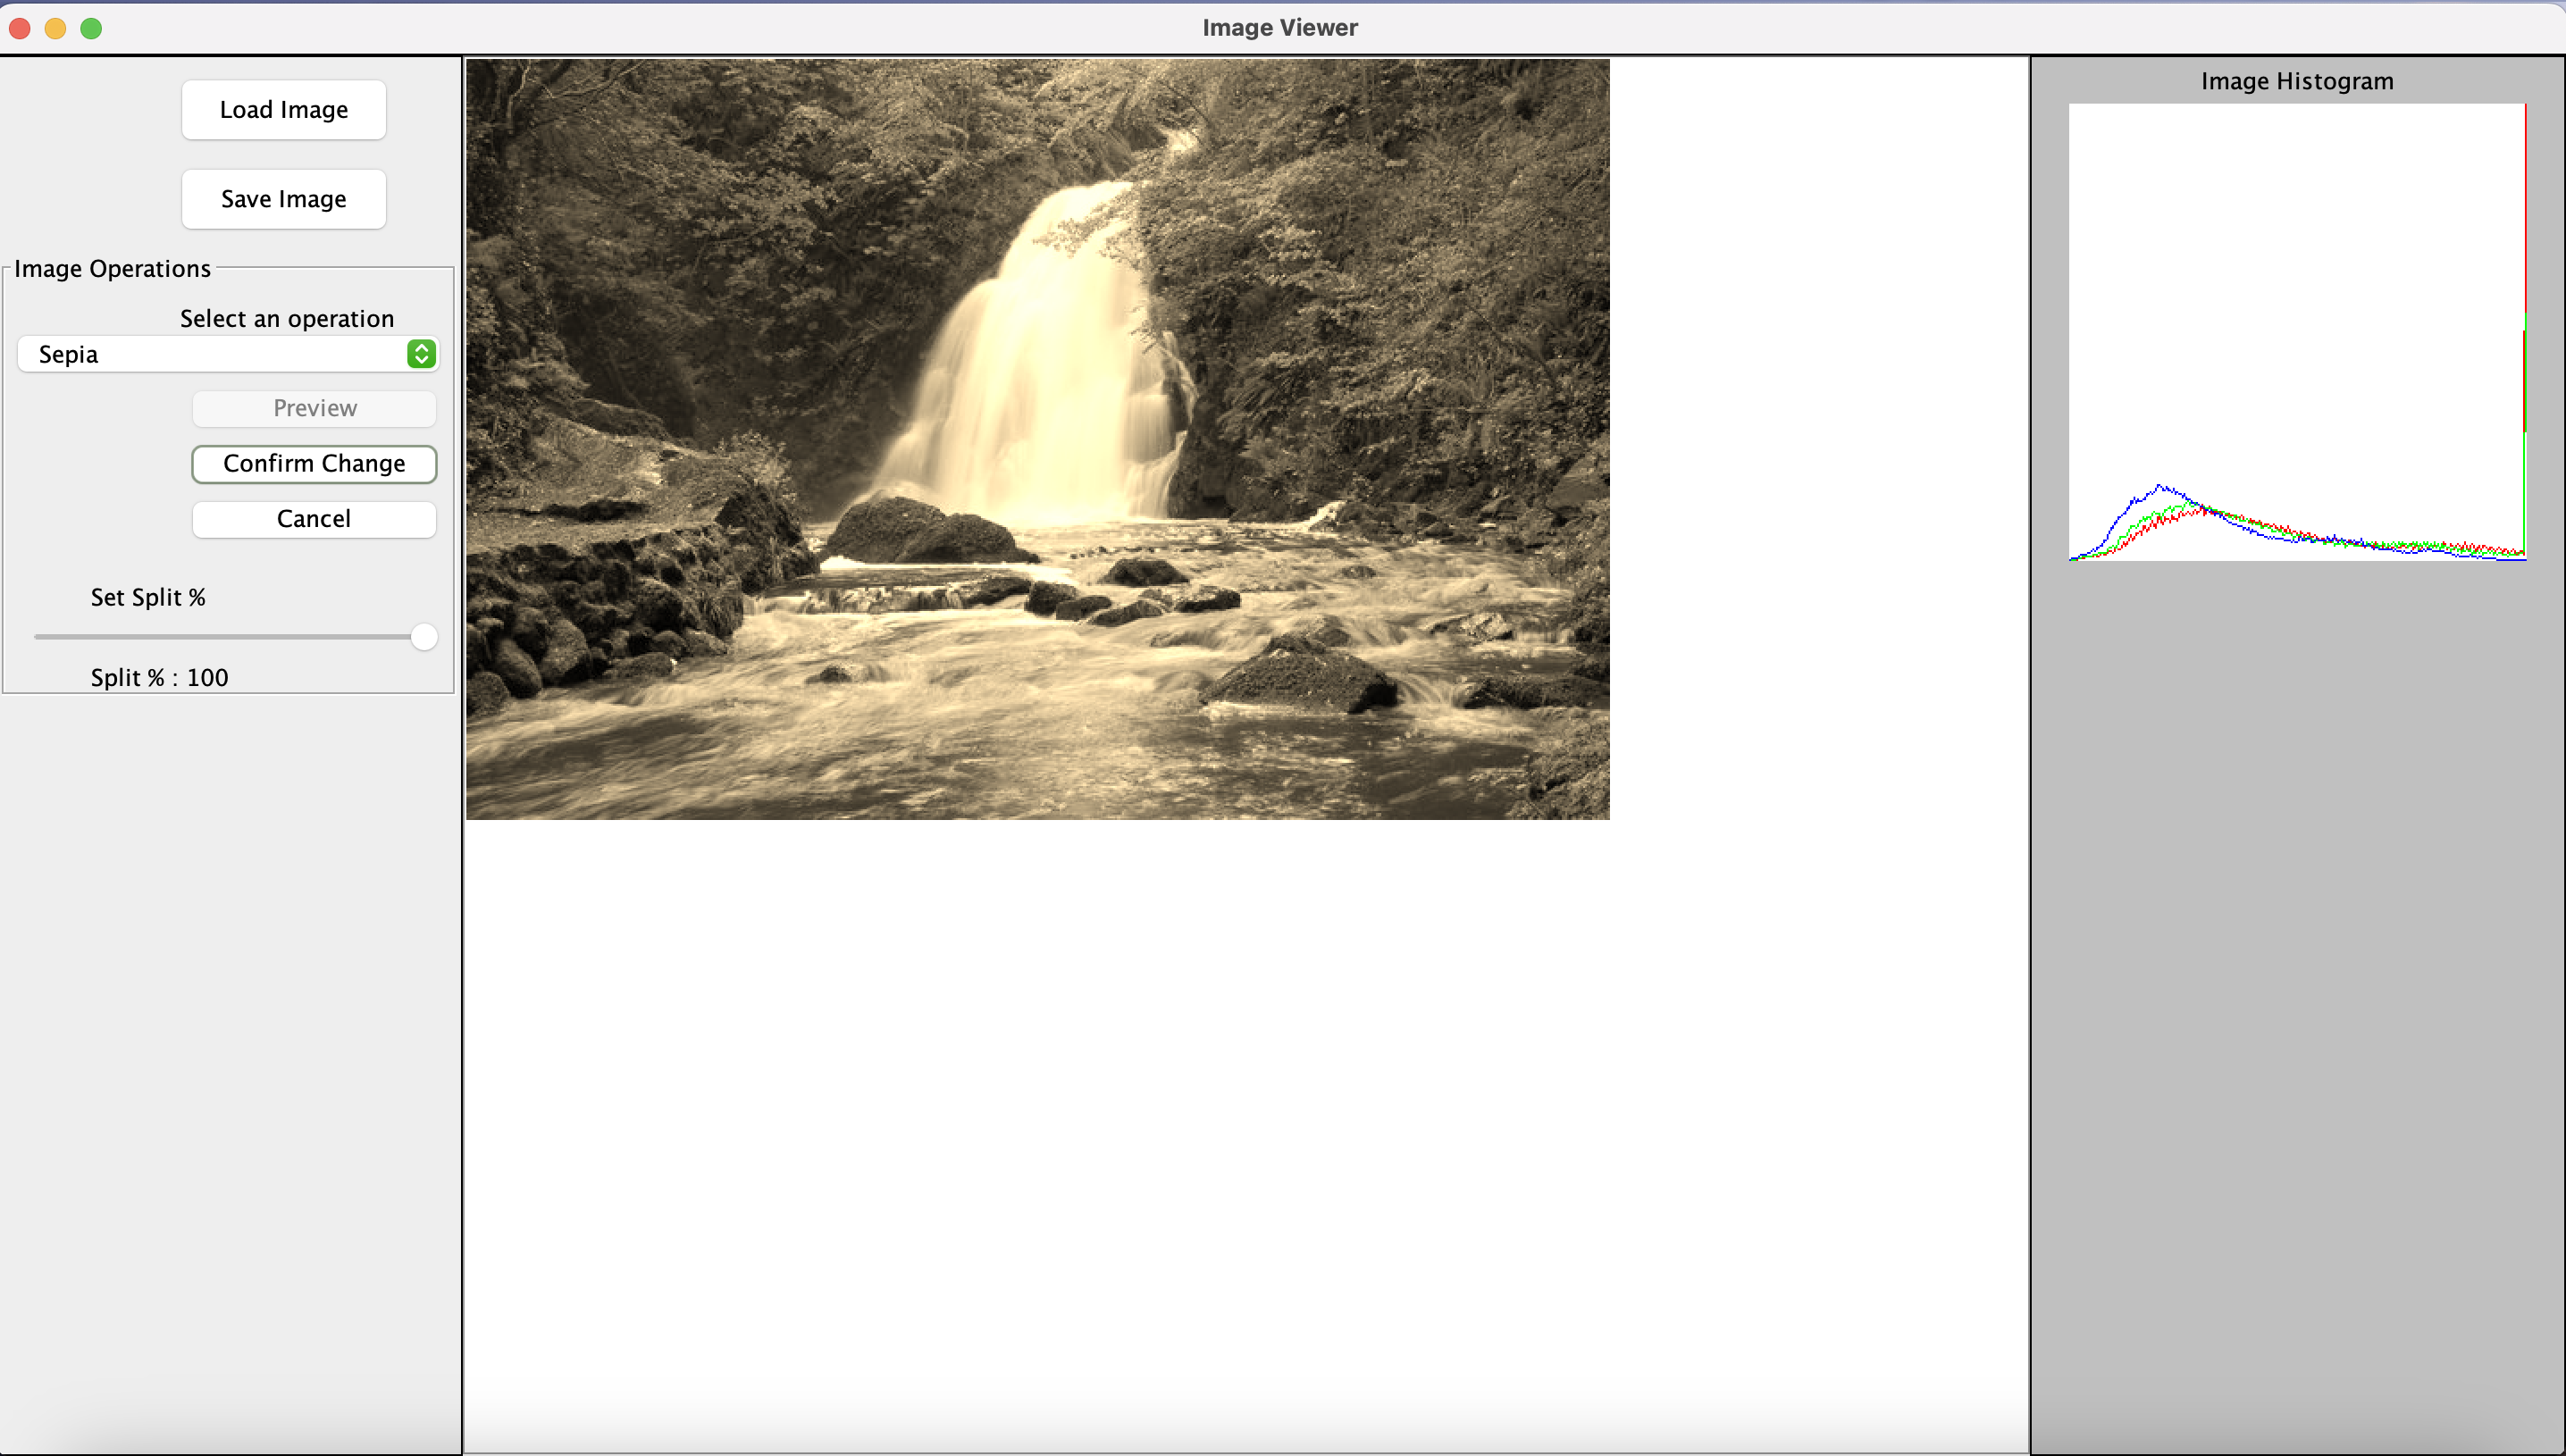 Image Viewer
Load Image
Save Image
Image Operations
Select an operation
Sepia
Preview
Confirm Change
Cancel
Set Split %
Split % : 100
Image Histogram